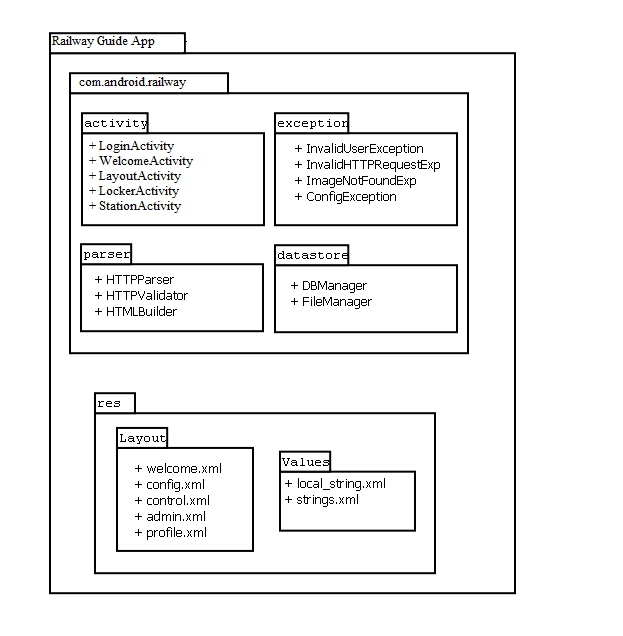 Railway Guide App
com.android.railway
activity
+ LoginActivity
+ WelcomeActivity
+ LayoutActivity
+ LockerActivity
+ StationActivity
exception
+ InvalidUserException
+ InvalidHTTPRequestExp
+ ImageNotFoundExp
+ ConfigException
parser
+ HTTPParser
+ HTTPValidator
+ HTMLBuilder
datastore
+ DBManager
+ FileManager
res
Layout
+ welcome.xml
+ config.xml
+ control.xml
+ admin.xml
+ profile.xml
Values
+ local_string.xml
+ strings.xml